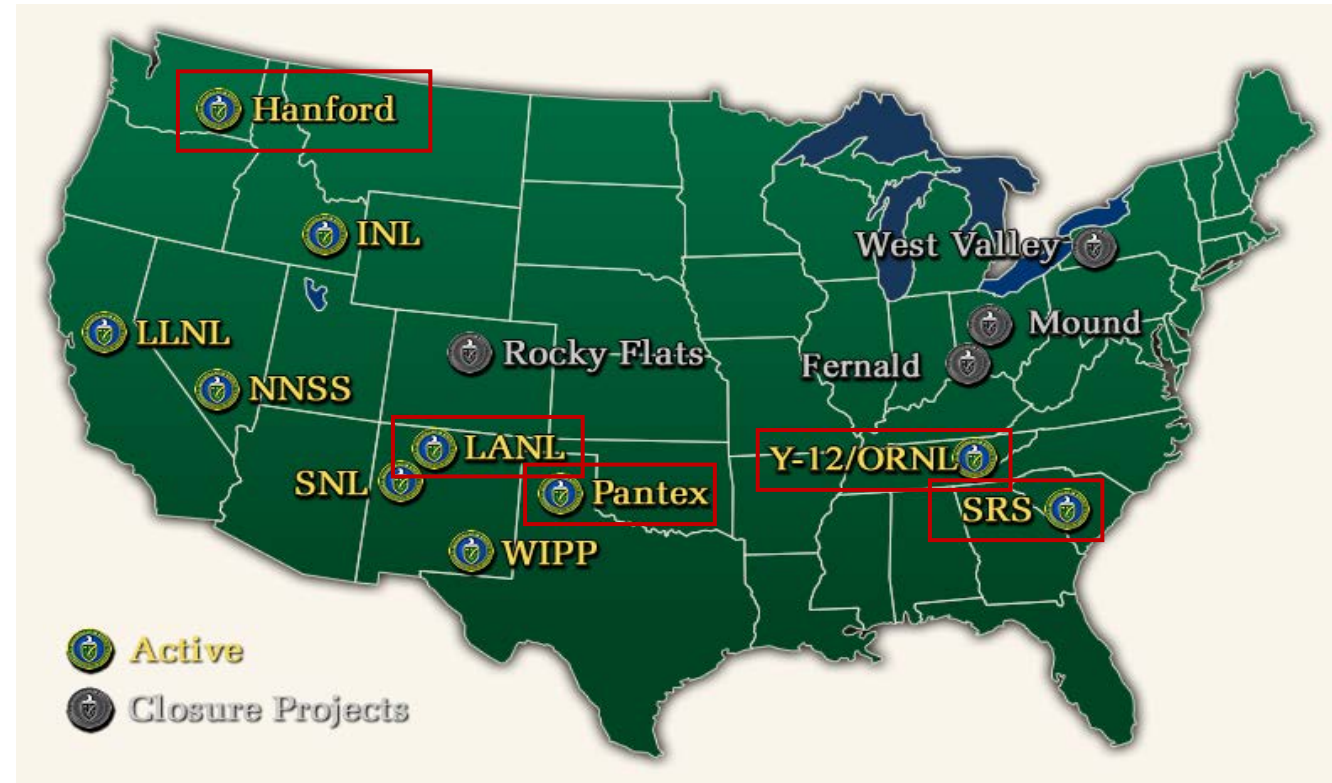 Hanford
INL
West Valley
LLNL
Mound
Rocky Flats
Fernald
NNSS
LANL
Y-12/ORNL
SNL
Pantex
SRS
WIPP
Active
Closure Projects